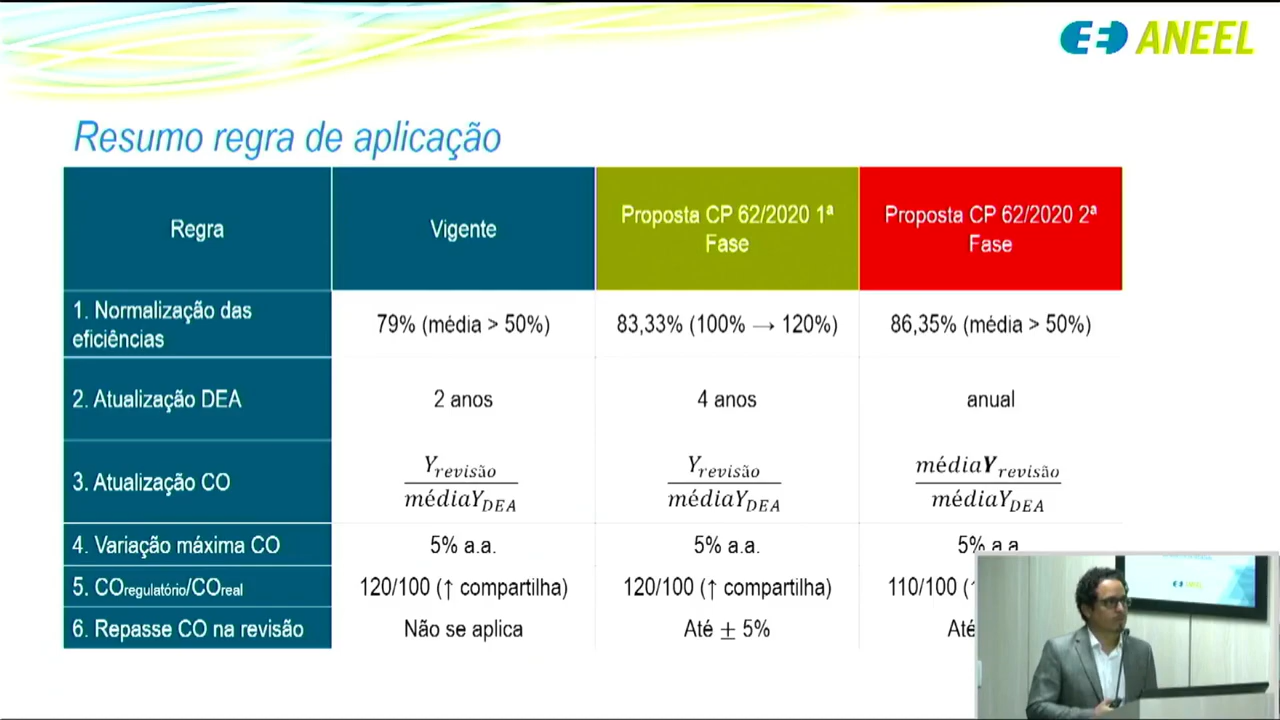 ANEEL
Resumo regra de aplicação
Regra
Vigente
Proposta CP 62/2020 1ª
Fase
Proposta CP 62/2020 2ª
Fase
1. Normalização das
eficiências
79% (média > 50%)
83,33% (100% → 120%)
86,35% (média > 50%)
2. Atualização DEA
2 anos
4 anos
anual
3. Atualização CO
Yrevisão
médiaYDEA
Yrevisão
médiaYDEA
médiaYrevisão
médiaYDEA
4. Variação máxima CO
5% a.a.
5% a.a.
5% a.a
5. COregulatório/COreal
120/100 (↑ compartilha)
120/100 (↑ compartilha)
110/100 (↑
6. Repasse CO na revisão
Não se aplica
Até ± 5%
Até
ANEEL